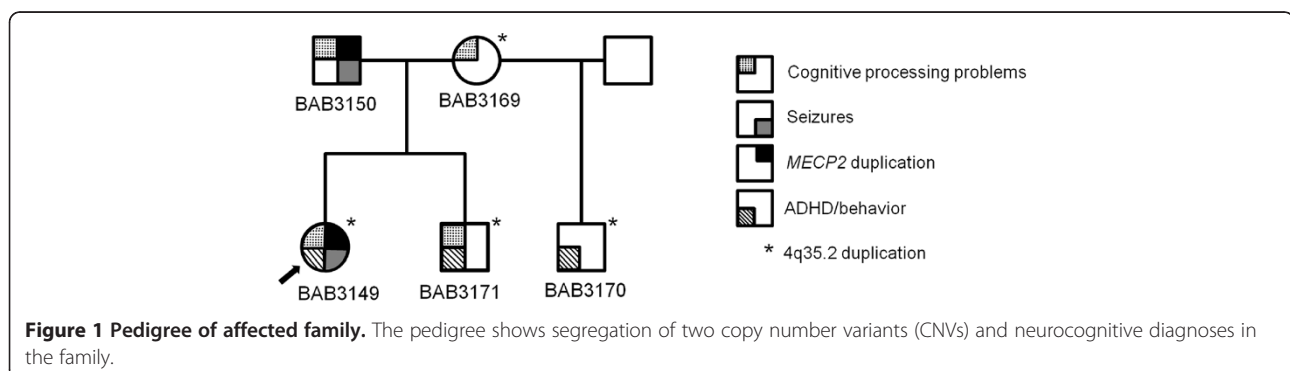 *
BAB3150
BAB3169
* * *
BAB3149
BAB3171
BAB3170
Cognitive processing problems
Seizures
MECP2 duplication
ADHD/behavior
* 4q35.2 duplication
Figure 1 Pedigree of affected family. The pedigree shows segregation of two copy number variants (CNVs) and neurocognitive diagnoses in
the family.